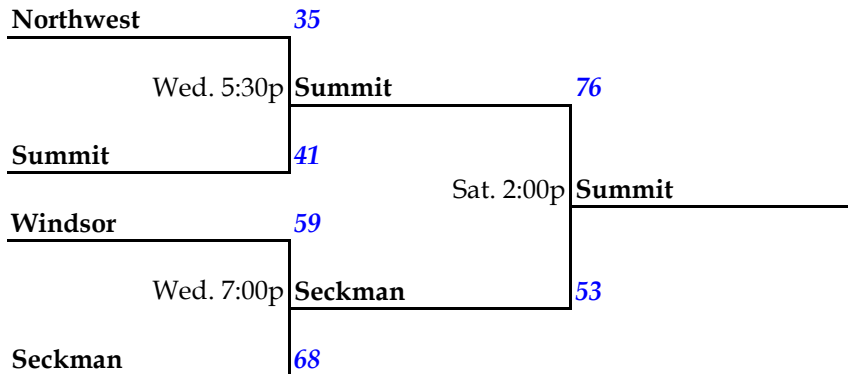 Northwest 35
Wed. 5:30p Summit 76
Summit 41
Sat. 2:00p Summit
Windsor 59
Wed. 7:00p Seckman 53
Seckman 68